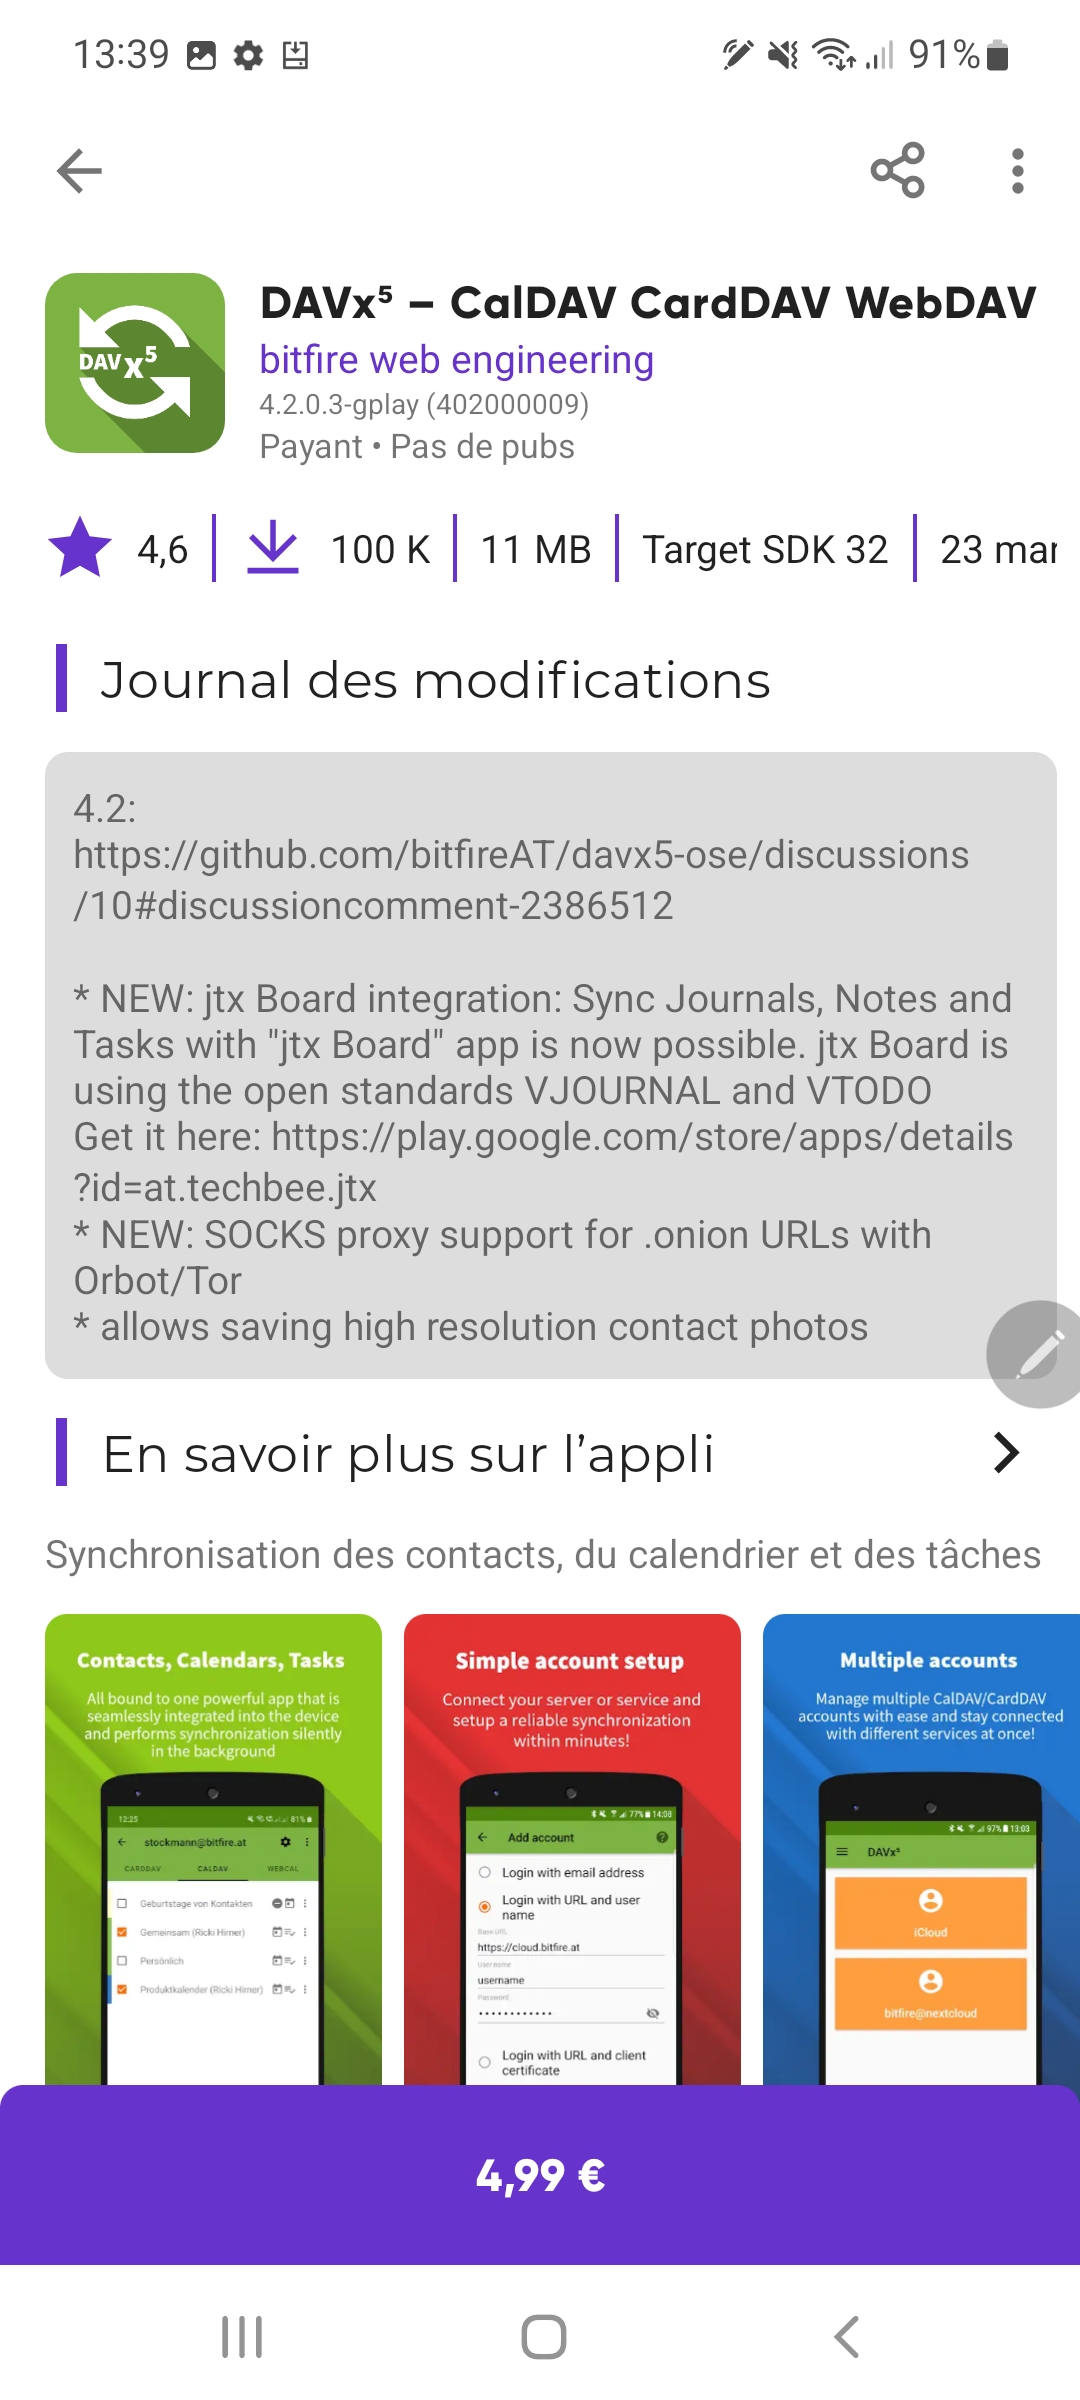 13:39
91%
DAVx⁵ – CalDAV CardDAV WebDAV
DAV x 5
bitfire web engineering
4.2.0.3-gplay (402000009)
Payant • Pas de pubs
4,6
100 K
11 MB
Target SDK 32
23 mar
Journal des modifications
4.2:
https://github.com/bitfireAT/davx5-ose/discussions
/10#discussioncomment-2386512
* NEW: jtx Board integration: Sync Journals, Notes and
Tasks with "jtx Board" app is now possible. jtx Board is
using the open standards VJOURNAL and VTODO
Get it here: https://play.google.com/store/apps/details
?id=at.techbee.jtx
* NEW: SOCKS proxy support for .onion URLs with
Orbot/Tor
* allows saving high resolution contact photos
En savoir plus sur l’appli
Synchronisation des contacts, du calendrier et des tâches
Contacts, Calendars, Tasks
All bound to one powerful app that is
seamlessly integrated into the device
and performs synchronization silently
in the background
12:25
81%
stockmann@bitfire.at
CARDDAV
CALDAV
WEBCAL
Geburtstage von Kontakten
Gemeinsam (Ricki Hirner)
Persönlich
Produktkalender (Ricki Hirner)
Simple account setup
Connect your server or service and
setup a reliable synchronization
within minutes!
77%
14:08
Add account
Login with email address
Login with URL and user
name
Base URL
https://cloud.bitfire.at
User name
username
Password
••••••••••••
Login with URL and client
certificate
Multiple accounts
Manage multiple CalDAV/CardDAV
accounts with ease and stay connected
with different services at once!
97%
13:03
DAVx⁵
iCloud
bitfire@nextcloud
4,99 €